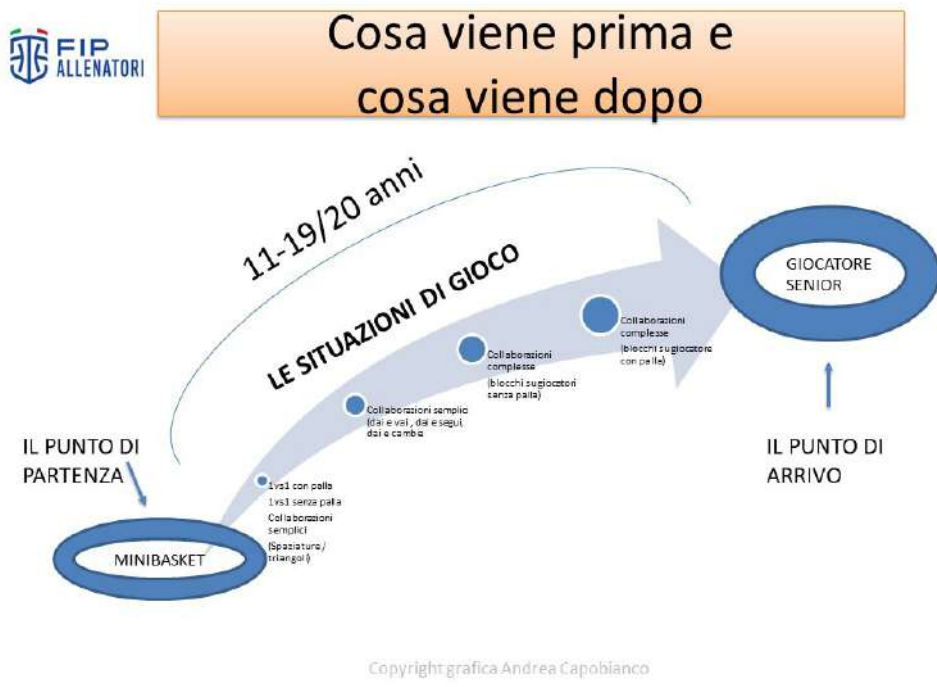 FIP
ALLENATORI
Cosa viene prima e
cosa viene dopo
11-19/20 anni
LE SITUAZIONI DI GIOCO
GIOCATORE
SENIOR
Collaborazioni
complesse
(blocchi su giocatore
con palla)
Collaborazioni
complesse
(blocchi su giocatori
senza palla)
Collaborazioni semplici
(dai e vai , dai e segui,
dai e cambia
IL PUNTO DI
PARTENZA
IL PUNTO DI
ARRIVO
1vs1 con palla
1vs1 senza palla
Collaborazioni
semplici
(Spaziature /
triangoli)
MINIBASKET
Copyright grafica Andrea Capobianco